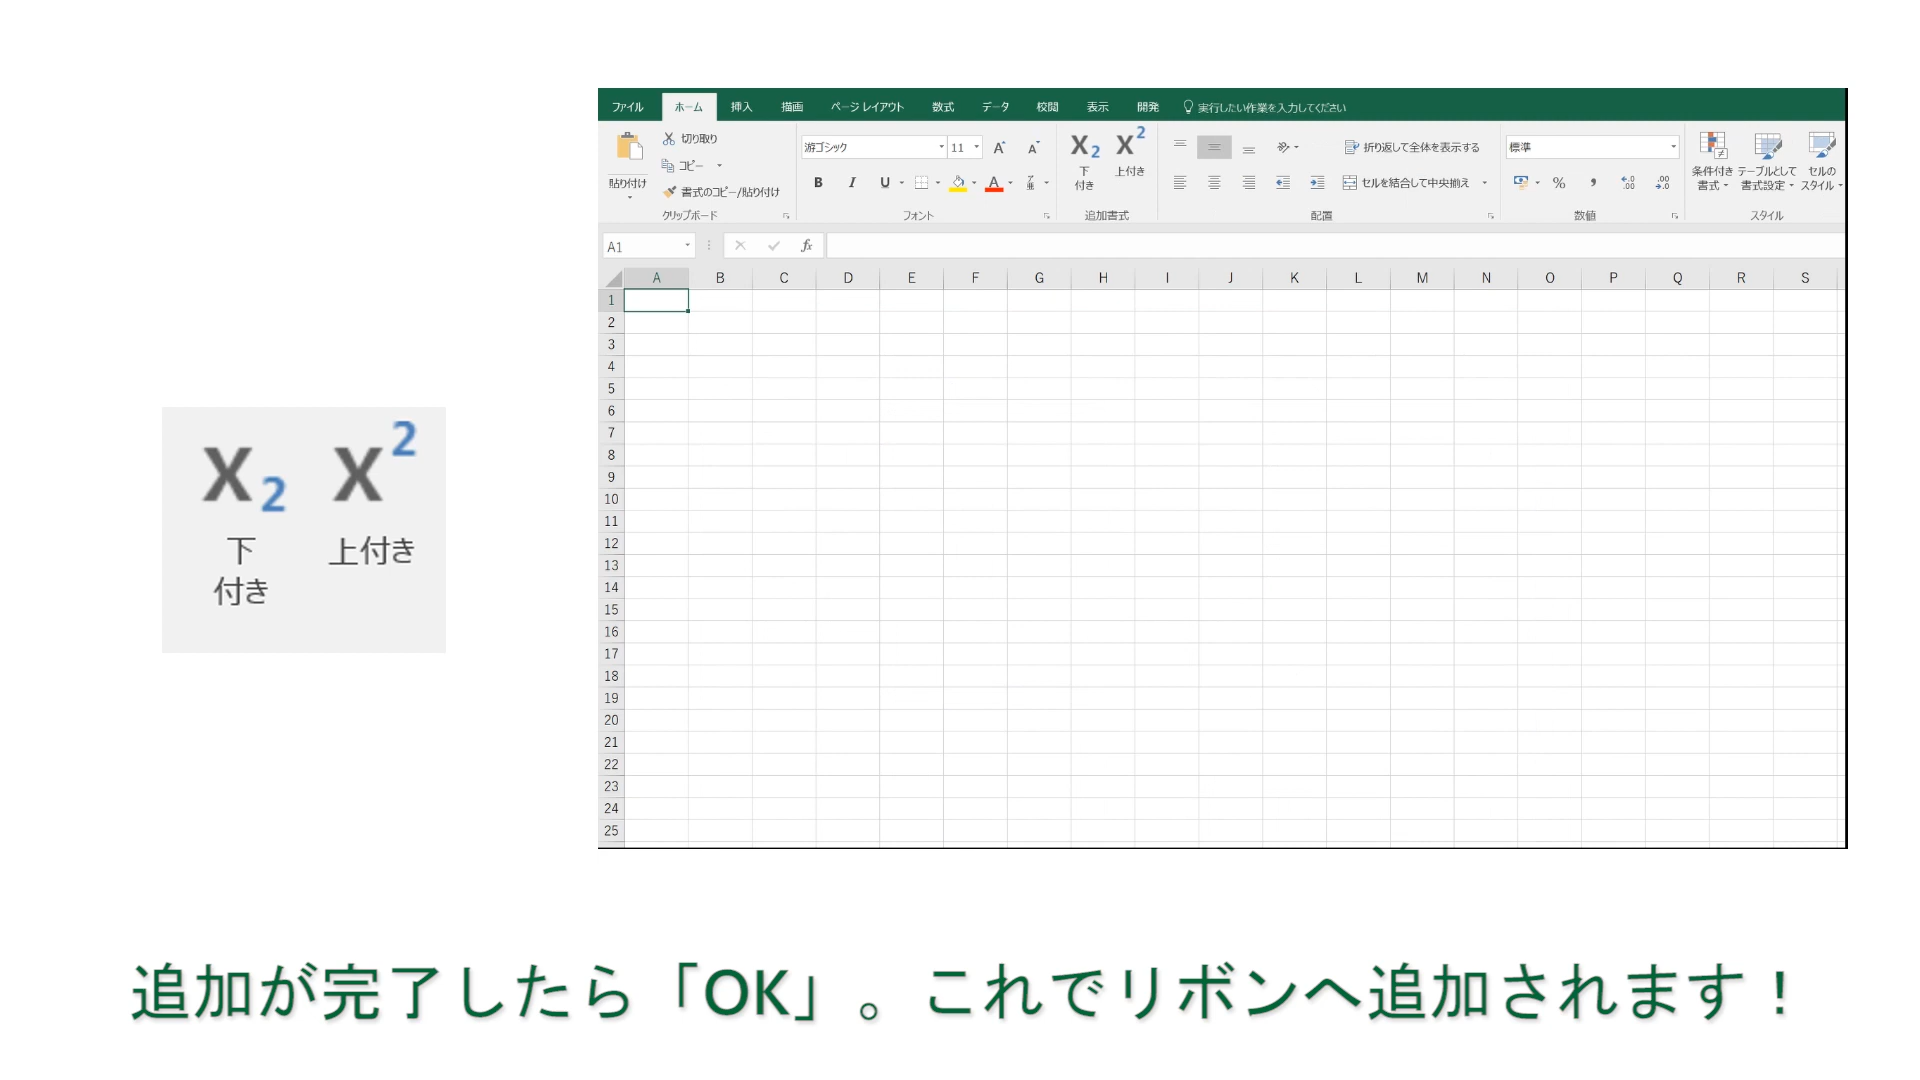 ファイル ホーム 挿入 描画 ページ レイアウト 数式 データ 校閲 表示 開発 実行したい作業を入力してください
貼り付け
切り取り
コピー
書式のコピー/貼り付け
クリップボード
游ゴシック 11 A A
B I U A 亜
フォント
X2 X2
下
付き
上付き
追加書式
折り返して全体を表示する
セルを結合して中央揃え
配置
標準
% , .0 .00 .00 .0
数値
条件付き
書式
テーブルとして
書式設定
セルの
スタイル
スタイル
A1 fx
A B C D E F G H I J K L M N O P Q R S
1
2
3
4
5
6
7
8
9
10
11
12
13
14
15
16
17
18
19
20
21
22
23
24
25
X2 X2
下
付き
上付き
追加が完了したら「OK」。これでリボンへ追加されます！